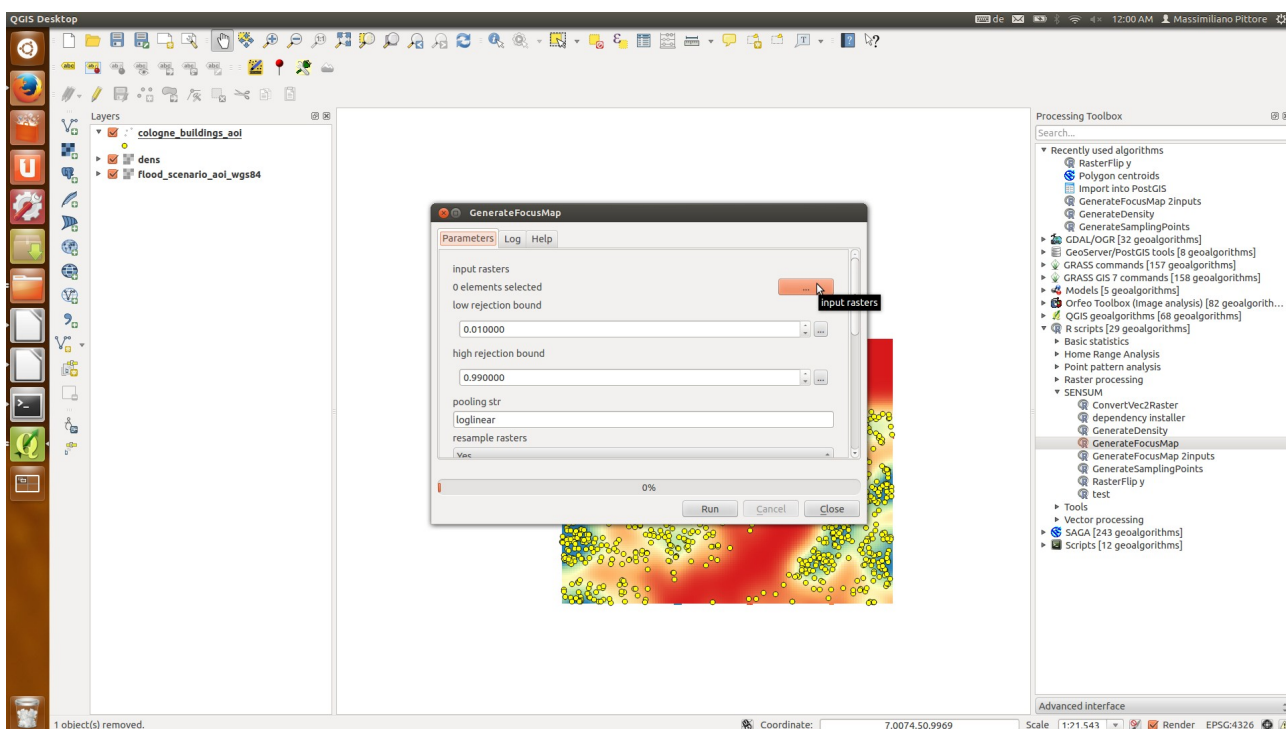 QGIS Desktop
de 12:00 AM Massimiliano Pittore
Layers
cologne_buildings_aoi
dens
flood_scenario_aoi_wgs84
GenerateFocusMap
Parameters Log Help
input rasters
0 elements selected
...
input rasters
low rejection bound
0.010000
...
high rejection bound
0.990000
...
pooling str
loglinear
resample rasters
Yes
0%
Run Cancel Close
Processing Toolbox
Search...
Recently used algorithms
RasterFlip y
Polygon centroids
Import into PostGIS
GenerateFocusMap 2inputs
GenerateDensity
GenerateSamplingPoints
GDAL/OGR [32 geoalgorithms]
GeoServer/PostGIS tools [8 geoalgorithms]
GRASS commands [157 geoalgorithms]
GRASS GIS 7 commands [158 geoalgorithms]
Models [5 geoalgorithms]
Orfeo Toolbox (Image analysis) [82 geoalgorith...
QGIS geoalgorithms [68 geoalgorithms]
R scripts [29 geoalgorithms]
Basic statistics
Home Range Analysis
Point pattern analysis
Raster processing
SENSUM
ConvertVec2Raster
dependency installer
GenerateDensity
GenerateFocusMap
GenerateFocusMap 2inputs
GenerateSamplingPoints
RasterFlip y
test
Tools
Vector processing
SAGA [243 geoalgorithms]
Scripts [12 geoalgorithms]
Advanced interface
1 object(s) removed.
Coordinate: 7.0074,50.9969 Scale 1:21.543 Render EPSG:4326